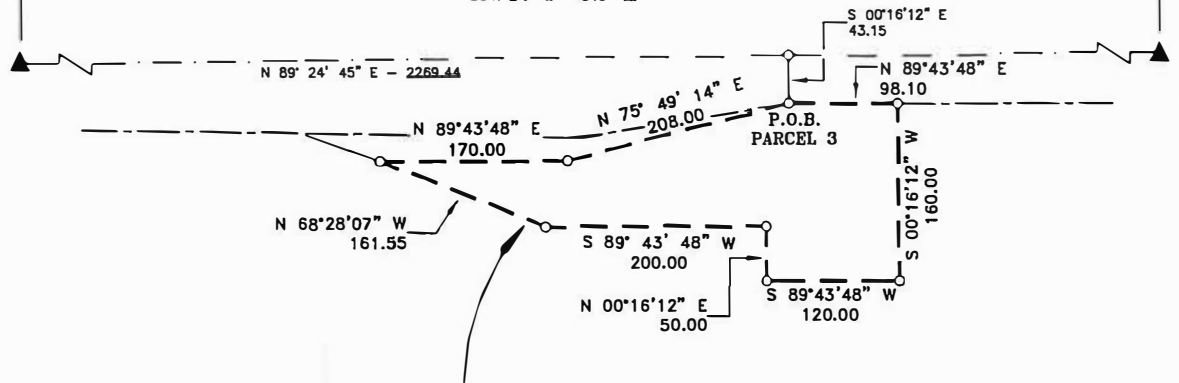 S 00°16'12" E
43.15
N 89° 24' 45" E - 2269.44
N 89°43'48" E
98.10
N 75° 49' 14" E
208.00
P.O.B.
PARCEL 3
N 89°43'48" E
170.00
S 00°16'12" W
160.00
N 68°28'07" W
161.55
S 89° 43' 48" W
200.00
N 00°16'12" E
50.00
S 89°43'48" W
120.00